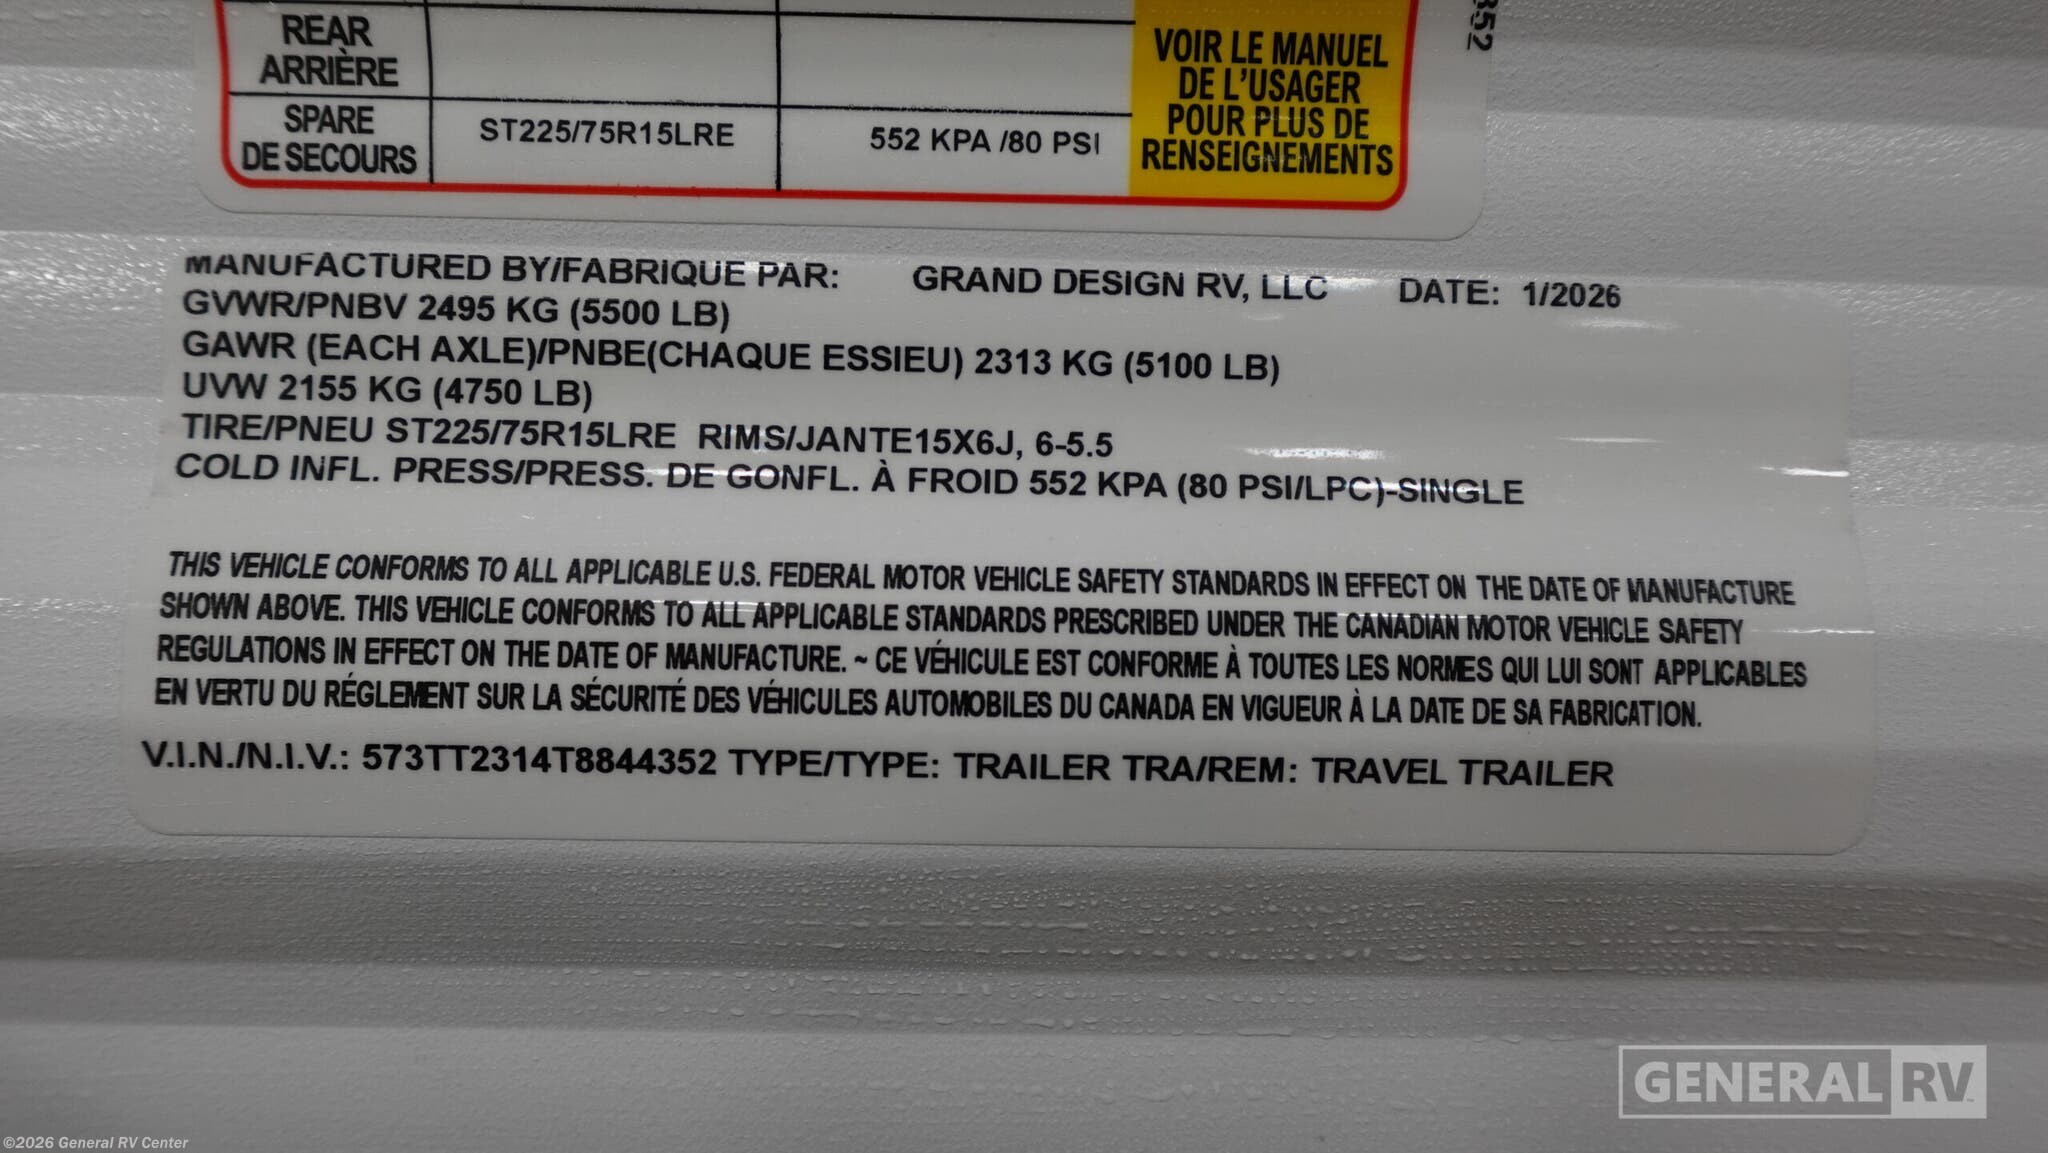 352
REAR
ARRIÈRE
SPARE
DE SECOURS
ST225/75R15LRE
552 KPA /80 PSI
VOIR LE MANUEL
DE L'USAGER
POUR PLUS DE
RENSEIGNEMENTS
MANUFACTURED BY/FABRIQUE PAR: GRAND DESIGN RV, LLC DATE: 1/2026
GVWR/PNBV 2495 KG (5500 LB)
GAWR (EACH AXLE)/PNBE(CHAQUE ESSIEU) 2313 KG (5100 LB)
UVW 2155 KG (4750 LB)
TIRE/PNEU ST225/75R15LRE RIMS/JANTE15X6J, 6-5.5
COLD INFL. PRESS/PRESS. DE GONFL. À FROID 552 KPA (80 PSI/LPC)-SINGLE
THIS VEHICLE CONFORMS TO ALL APPLICABLE U.S. FEDERAL MOTOR VEHICLE SAFETY STANDARDS IN EFFECT ON THE DATE OF MANUFACTURE
SHOWN ABOVE. THIS VEHICLE CONFORMS TO ALL APPLICABLE STANDARDS PRESCRIBED UNDER THE CANADIAN MOTOR VEHICLE SAFETY
REGULATIONS IN EFFECT ON THE DATE OF MANUFACTURE. ~ CE VÉHICULE EST CONFORME À TOUTES LES NORMES QUI LUI SONT APPLICABLES
EN VERTU DU RÉGLEMENT SUR LA SÉCURITÉ DES VÉHICULES AUTOMOBILES DU CANADA EN VIGUEUR À LA DATE DE SA FABRICATION.
V.I.N./N.I.V.: 573TT2314T8844352 TYPE/TYPE: TRAILER TRA/REM: TRAVEL TRAILER
GENERAL RV
©2026 General RV Center